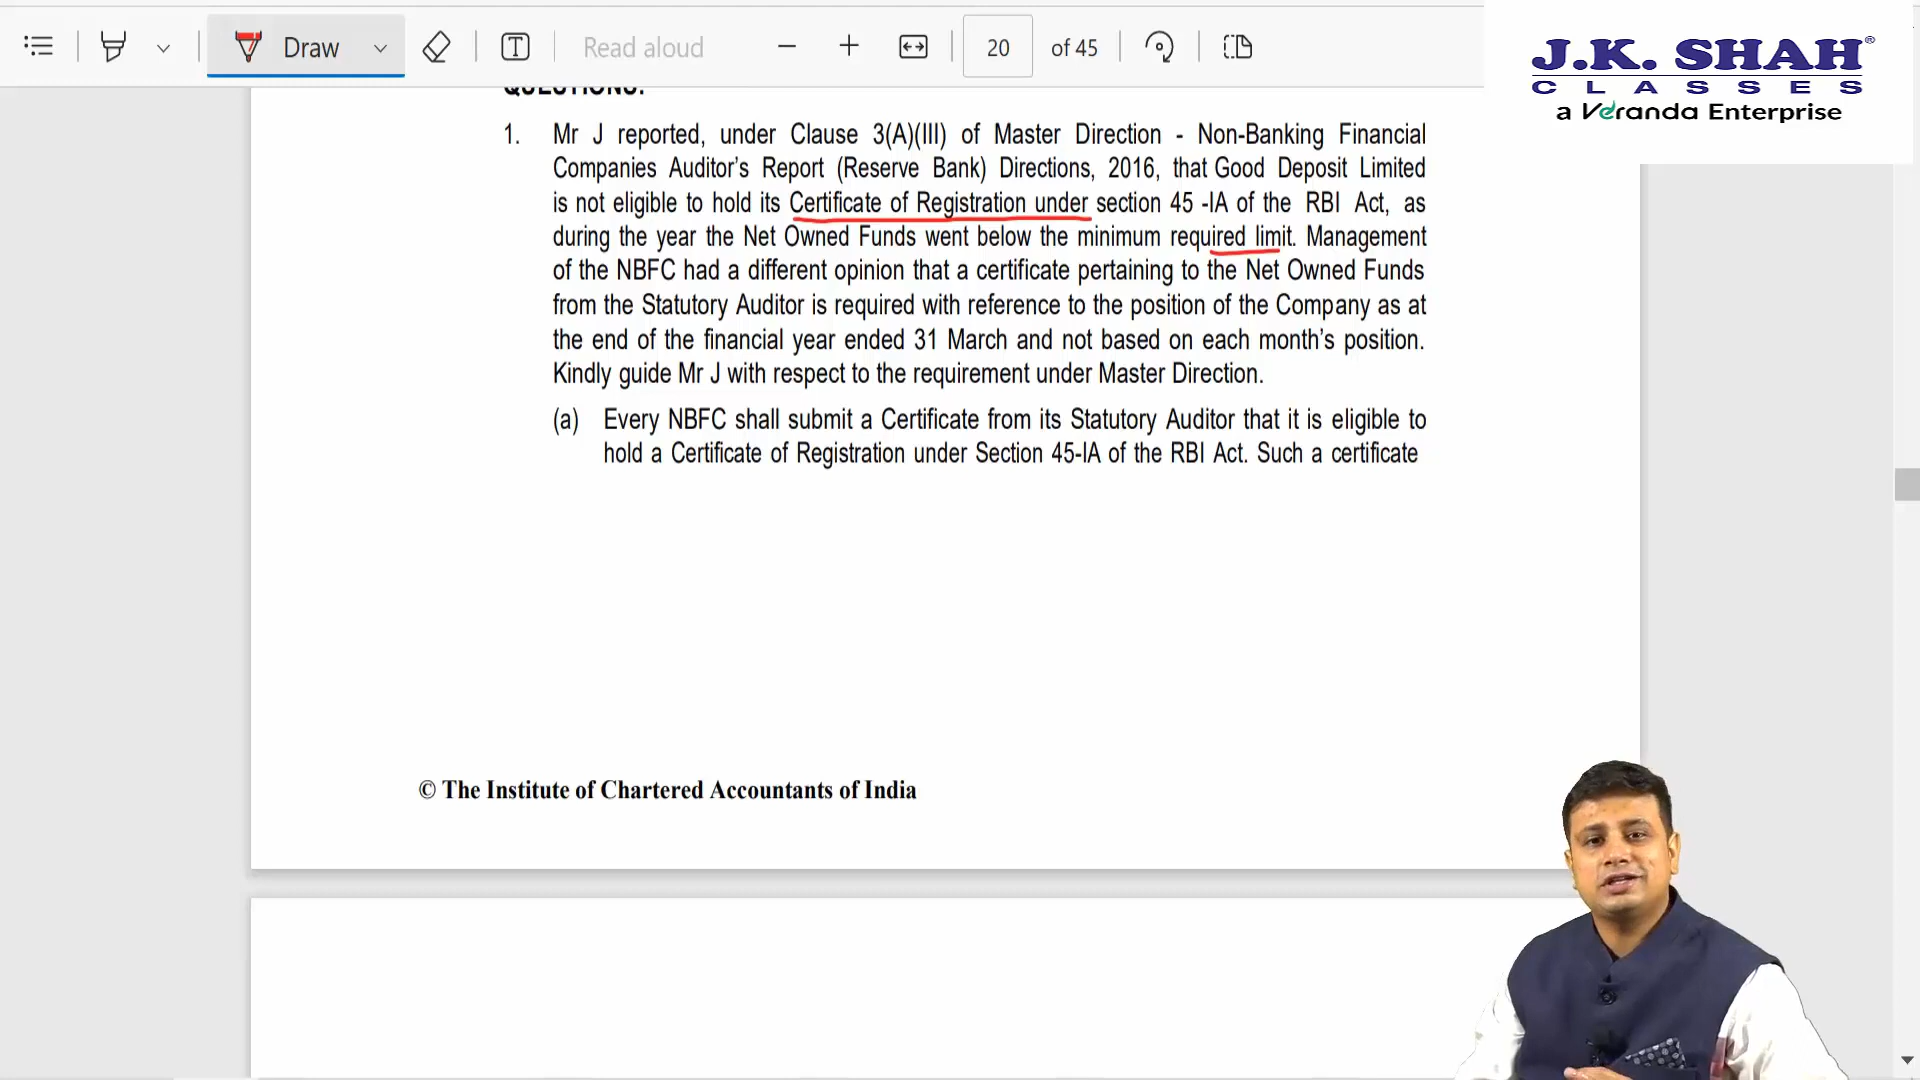 Draw
Read aloud
20
of 45
J.K. SHAH®
CLASSES
a Veranda Enterprise
QUESTIONS:
1. Mr J reported, under Clause 3(A)(III) of Master Direction - Non-Banking Financial
Companies Auditor's Report (Reserve Bank) Directions, 2016, that Good Deposit Limited
is not eligible to hold its Certificate of Registration under section 45 -IA of the RBI Act, as
during the year the Net Owned Funds went below the minimum required limit. Management
of the NBFC had a different opinion that a certificate pertaining to the Net Owned Funds
from the Statutory Auditor is required with reference to the position of the Company as at
the end of the financial year ended 31 March and not based on each month's position.
Kindly guide Mr J with respect to the requirement under Master Direction.
(a) Every NBFC shall submit a Certificate from its Statutory Auditor that it is eligible to
hold a Certificate of Registration under Section 45-IA of the RBI Act. Such a certificate
© The Institute of Chartered Accountants of India